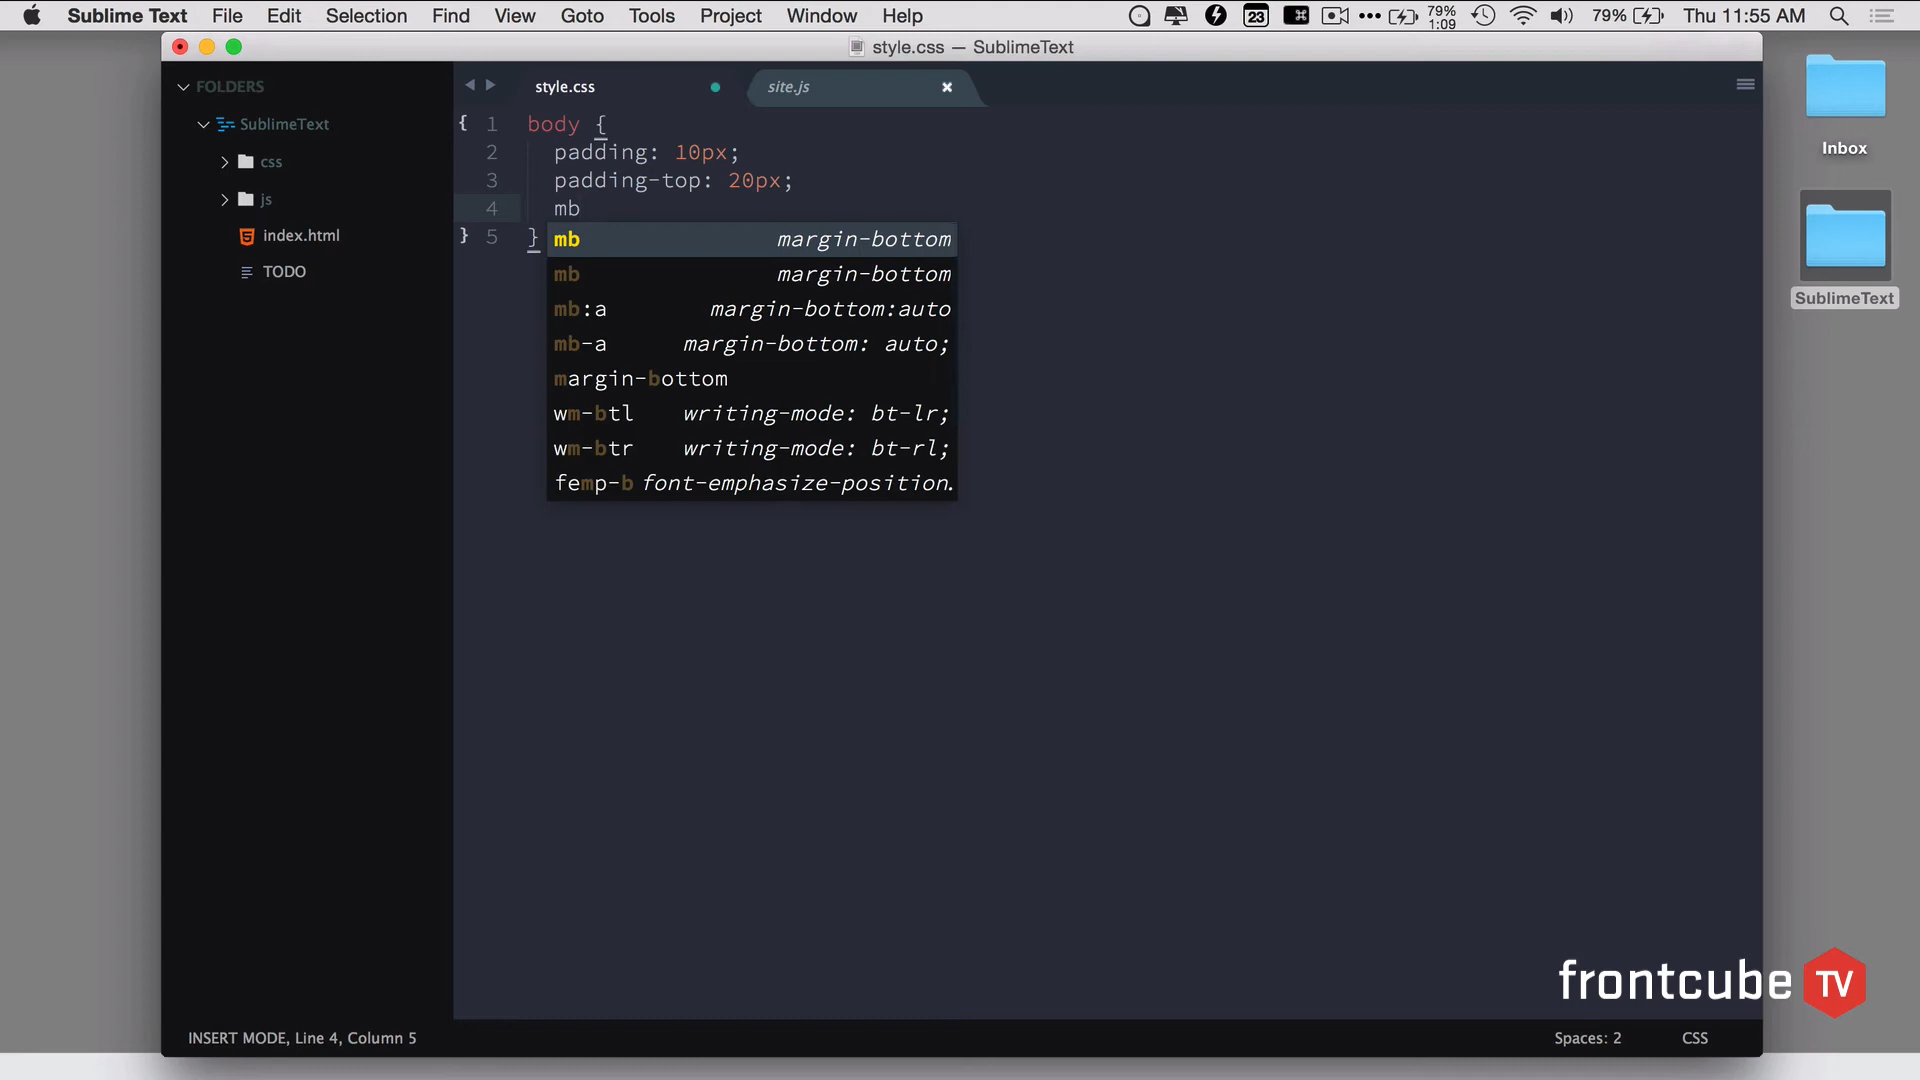 Sublime Text File Edit Selection Find View Goto Tools Project Window Help 23 79% 1:09 79% Thu 11:55 AM
style.css — SublimeText
FOLDERS
SublimeText
css
js
index.html
TODO
style.css
site.js
{ 1 body {
2 padding: 10px;
3 padding-top: 20px;
4 mb
} 5 }
mb margin-bottom
mb margin-bottom
mb:a margin-bottom:auto
mb-a margin-bottom: auto;
margin-bottom
wm-btl writing-mode: bt-lr;
wm-btr writing-mode: bt-rl;
femp-b font-emphasize-position.
Inbox
SublimeText
frontcube TV
INSERT MODE, Line 4, Column 5
Spaces: 2
CSS